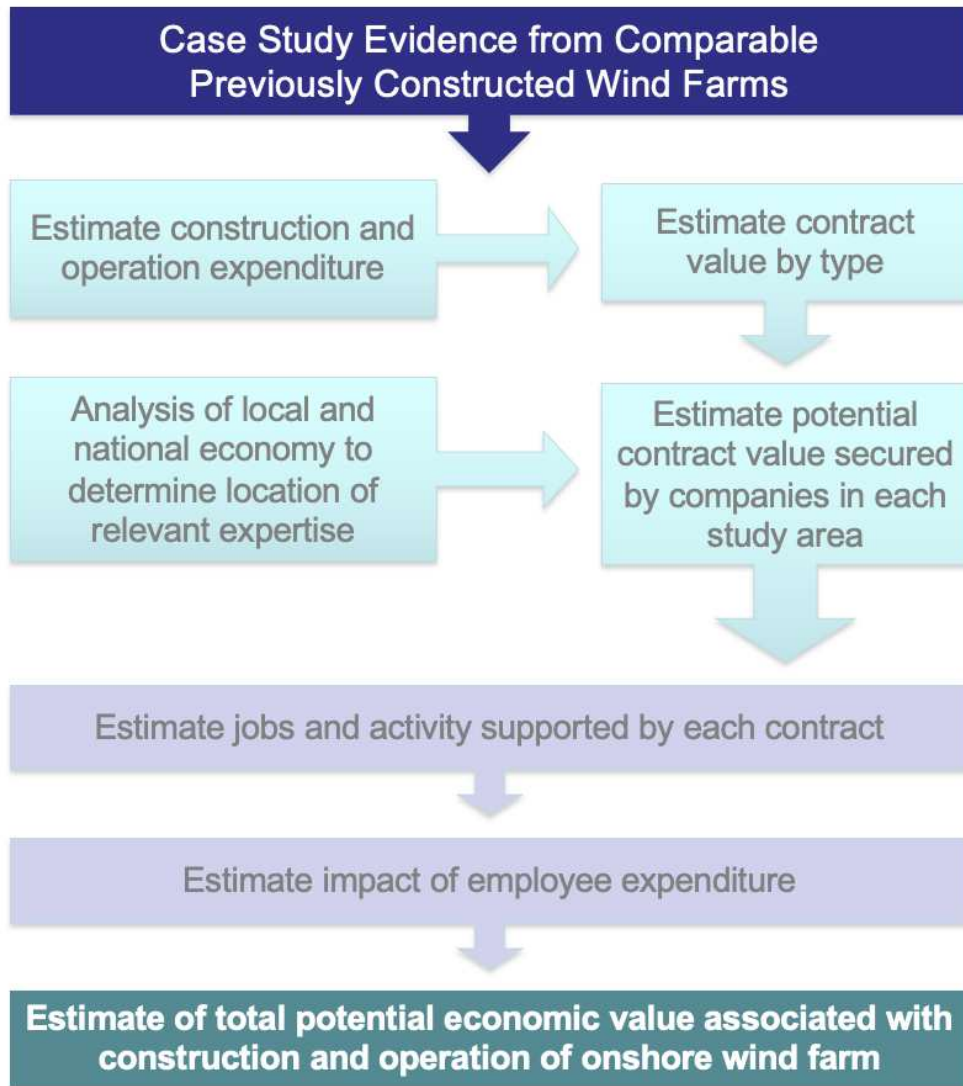 Case Study Evidence from Comparable
Previously Constructed Wind Farms
Estimate construction and
operation expenditure
Estimate contract
value by type
Analysis of local and
national economy to
determine location of
relevant expertise
Estimate potential
contract value secured
by companies in each
study area
Estimate jobs and activity supported by each contract
Estimate impact of employee expenditure
Estimate of total potential economic value associated with
construction and operation of onshore wind farm